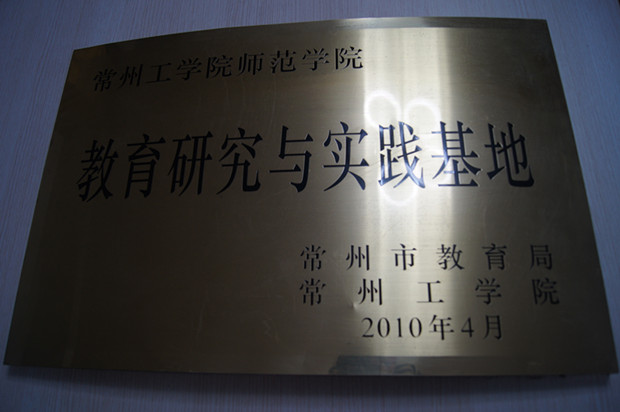 常州工学院师范学院
教育研究与实践基地
常州市教育局
常州工学院
2010年4月